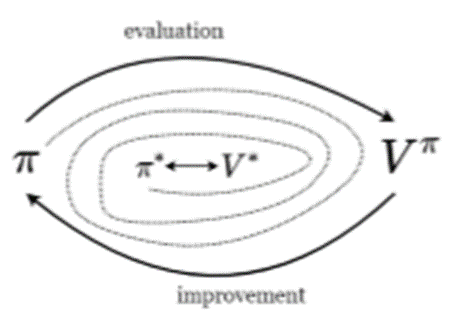 evaluation
π π* V* V^π
improvement